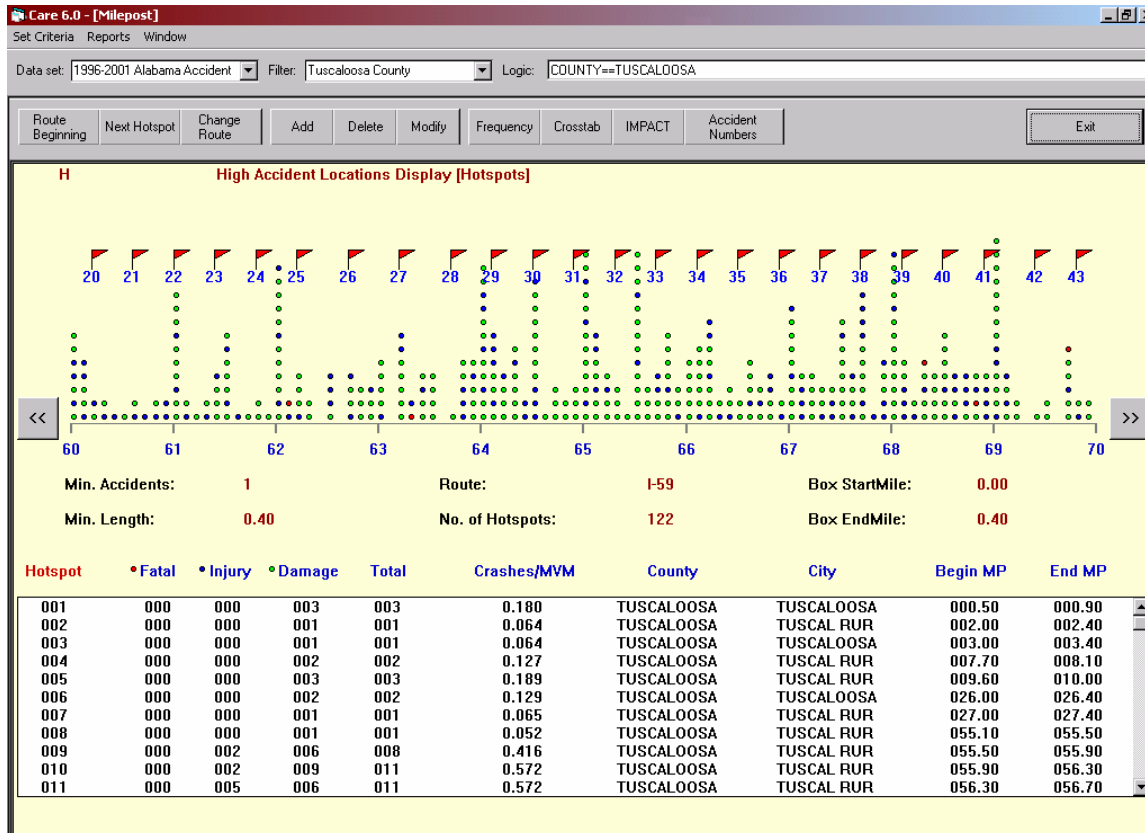 Care 6.0 - [Milepost]
Set Criteria Reports Window
Data set: 1996-2001 Alabama Accident Filter: Tuscaloosa County Logic: COUNTY==TUSCALOOSA
Route Beginning Next Hotspot Change Route Add Delete Modify Frequency Crosstab IMPACT Accident Numbers Exit
H High Accident Locations Display [Hotspots]
20 21 22 23 24 25 26 27 28 29 30 31 32 33 34 35 36 37 38 39 40 41 42 43
<< >>
60 61 62 63 64 65 66 67 68 69 70
Min. Accidents: 1 Route: I-59 Box StartMile: 0.00
Min. Length: 0.40 No. of Hotspots: 122 Box EndMile: 0.40
Hotspot Fatal Injury Damage Total Crashes/MVM County City Begin MP End MP
001 000 000 003 003 0.180 TUSCALOOSA TUSCALOOSA 000.50 000.90
002 000 000 001 001 0.064 TUSCALOOSA TUSCAL RUR 002.00 002.40
003 000 000 001 001 0.064 TUSCALOOSA TUSCALOOSA 003.00 003.40
004 000 000 002 002 0.127 TUSCALOOSA TUSCAL RUR 007.70 008.10
005 000 000 003 003 0.189 TUSCALOOSA TUSCAL RUR 009.60 010.00
006 000 000 002 002 0.129 TUSCALOOSA TUSCALOOSA 026.00 026.40
007 000 000 001 001 0.065 TUSCALOOSA TUSCAL RUR 027.00 027.40
008 000 000 001 001 0.052 TUSCALOOSA TUSCAL RUR 055.10 055.50
009 000 002 006 008 0.416 TUSCALOOSA TUSCAL RUR 055.50 055.90
010 000 002 009 011 0.572 TUSCALOOSA TUSCAL RUR 055.90 056.30
011 000 005 006 011 0.572 TUSCALOOSA TUSCAL RUR 056.30 056.70